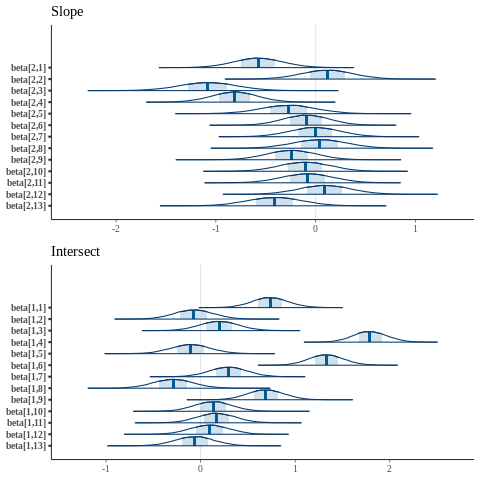 Slope
beta[2,1]
beta[2,2]
beta[2,3]
beta[2,4]
beta[2,5]
beta[2,6]
beta[2,7]
beta[2,8]
beta[2,9]
beta[2,10]
beta[2,11]
beta[2,12]
beta[2,13]
-2 -1 0 1
Intersect
beta[1,1]
beta[1,2]
beta[1,3]
beta[1,4]
beta[1,5]
beta[1,6]
beta[1,7]
beta[1,8]
beta[1,9]
beta[1,10]
beta[1,11]
beta[1,12]
beta[1,13]
-1 0 1 2